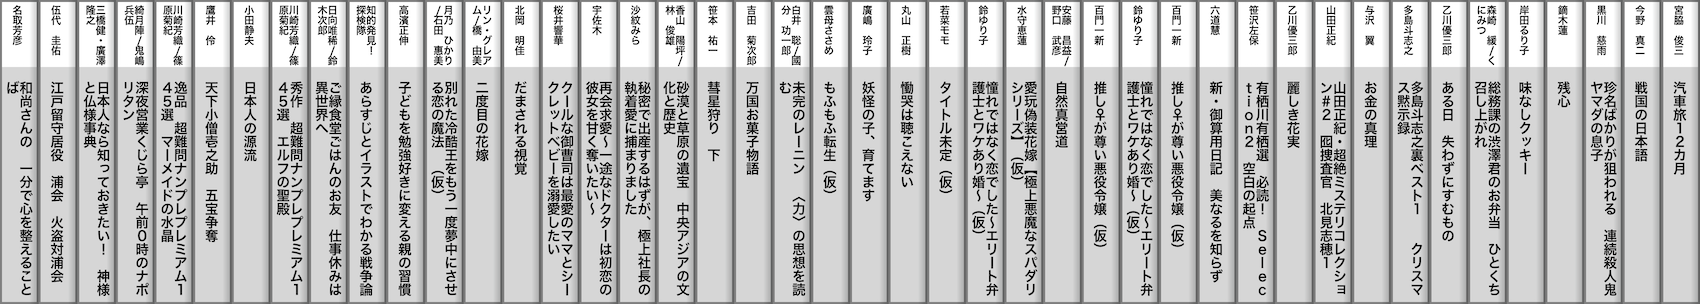 宮脇　俊三
汽車旅１２カ月
今野　真二
戦国の日本語
黒川　慈雨
珍名ばかりが狙われる　連続殺人鬼
ヤマダの息子
鏑木蓮
残心
岸田るり子
味なしクッキー
森崎　緩／く
にみつ
総務課の渋澤君のお弁当　ひとくち
召し上がれ
乙川優三郎
ある日　失わずにすむもの
多島斗志之
多島斗志之裏ベスト１　　クリスマ
ス黙示録
与沢　翼
お金の真理
山田正紀
山田正紀・超絶ミステリコレクショ
ン＃２　囮捜査官　北見志穂１
乙川優三郎
麗しき花実
笹沢左保
有栖川有栖選　必読！　Ｓｅｌｅｃ
ｔｉｏｎ２　空白の起点
六道慧
新・御算用日記　美なるを知らず
百門一新
推し♀が尊い悪役令嬢（仮）
鈴ゆり子
憧れではなく恋でした～エリート弁
護士とワケあり婚～（仮）
百門一新
推し♀が尊い悪役令嬢（仮）
鈴ゆり子
憧れではなく恋でした～エリート弁
護士とワケあり婚～（仮）
安藤　昌益／
野口　武彦
自然真営道
水守恵蓮
愛玩偽装花嫁【極上悪魔なスパダリ
シリーズ】（仮）
鈴ゆり子
憧れではなく恋でした～エリート弁
護士とワケあり婚～（仮）
若菜モモ
タイトル未定（仮）
丸山　正樹
慟哭は聴こえない
廣嶋　玲子
妖怪の子、育てます
雲母ささめ
もふもふ転生（仮）
白井　聡／國
分　功一郎
未完のレーニン　〈力〉の思想を読
む
吉田　菊次郎
万国お菓子物語
笹本　祐一
彗星狩り　下
香山　陽坪／
林　俊雄
砂漠と草原の遺宝　中央アジアの文
化と歴史
沙紋みら
秘密で出産するはずが、極上社長の
執着愛に捕まりました
宇佐木
再会求愛～一途なドクターは初恋の
彼女を甘く奪いたい～
桜井響華
クールな御曹司は最愛のママとシー
クレットベビーを溺愛したい
北岡　明佳
だまされる視覚
リン・グレア
ム／橋　由美
二度目の花嫁
月乃　ひかり
／石田　恵美
別れた冷酷王をもう一度夢中にさせ
る恋の魔法　（仮）
高濱正伸
子どもを勉強好きに変える親の習慣
知的発見！
探検隊
あらすじとイラストでわかる戦争論
日向唯稀／鈴
木次郎
ご縁食堂ごはんのお友　仕事休みは
異世界へ
川崎芳織／篠
原菊紀
秀作　超難問ナンプレプレミアム１
４５選　エルフの聖殿
小田静夫
日本人の源流
鷹井　伶
天下小僧壱之助　五宝争奪
川崎芳織／篠
原菊紀
逸品　超難問ナンプレプレミアム１
４５選　マーメイドの水晶
綺月陣／鬼嶋
兵伍
深夜営業くじら亭　午前０時のナポ
リタン
三橋健・廣澤
隆之
日本人なら知っておきたい！　神様
と仏様事典
伍代　圭佑
江戸留守居役　浦会　火盗対浦会
名取芳彦
和尚さんの　一分で心を整えること
ば